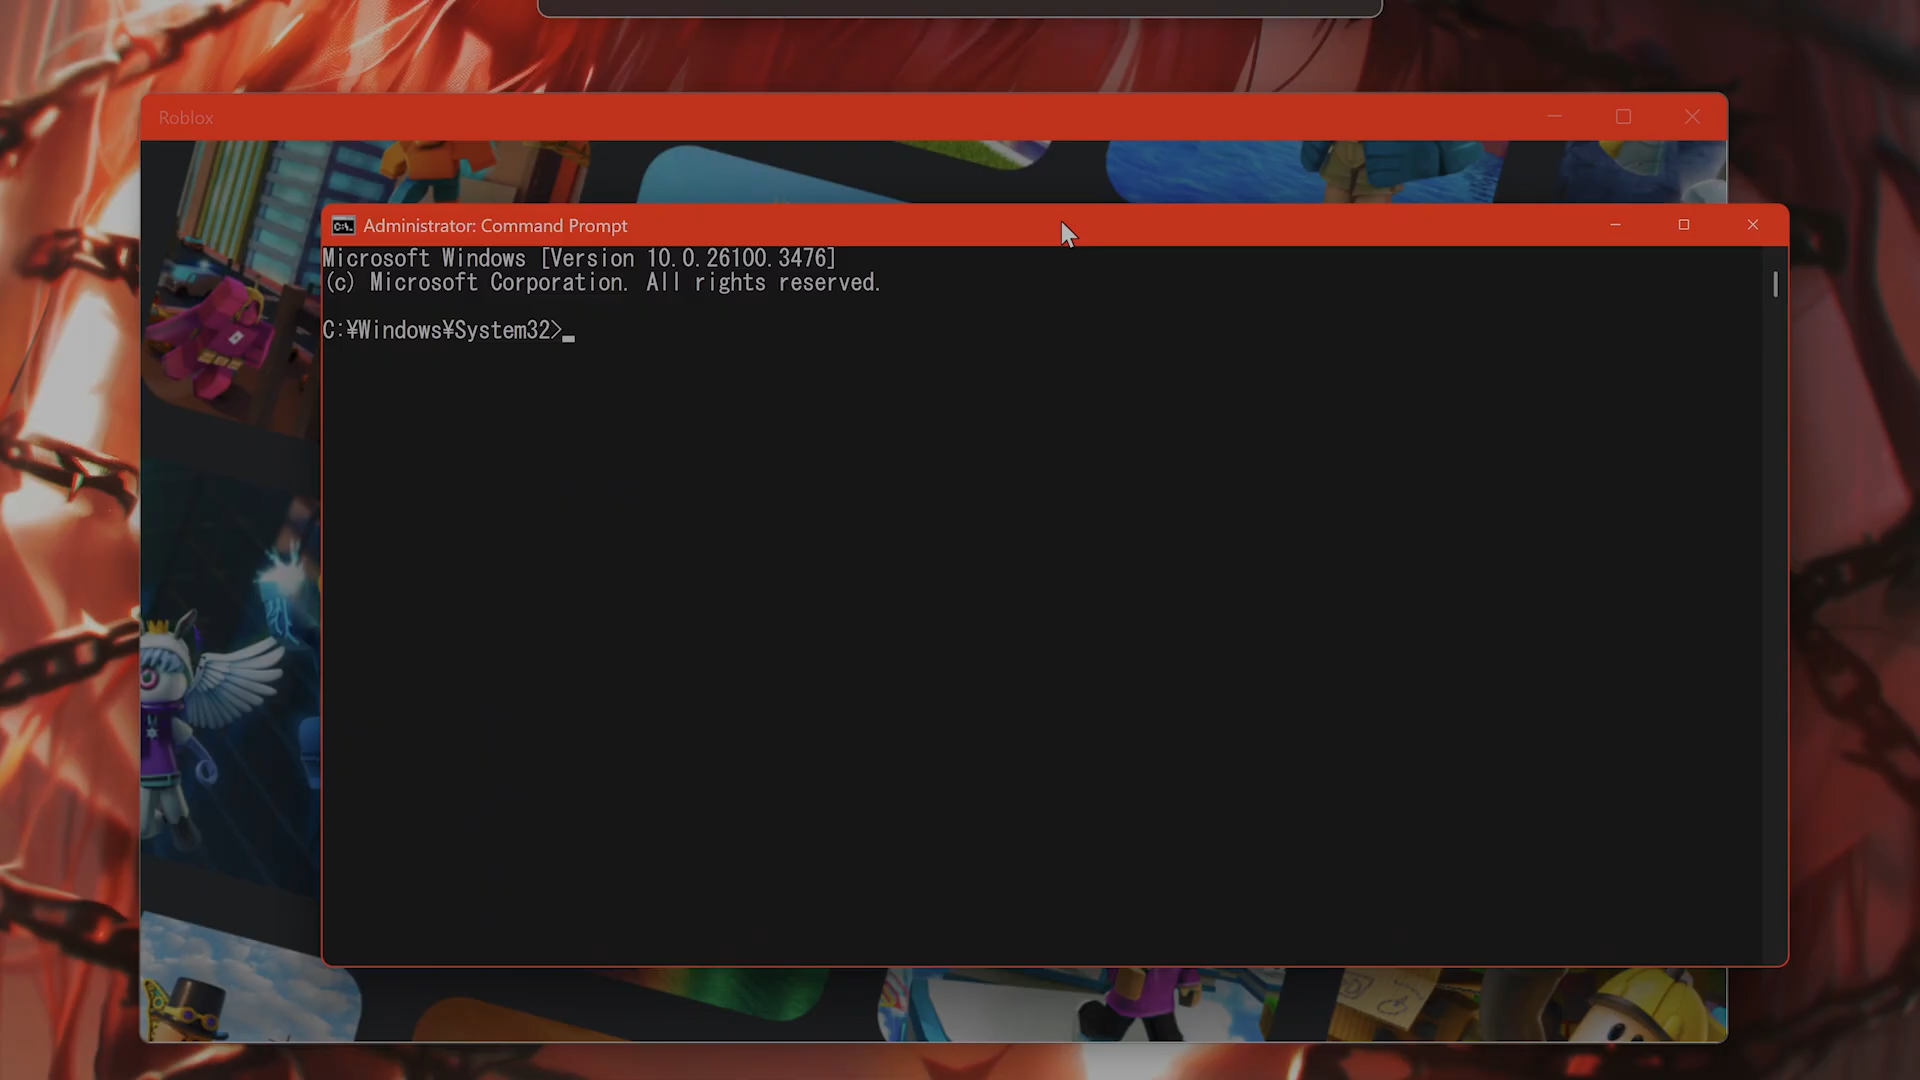 Roblox
Administrator: Command Prompt
Microsoft Windows [Version 10.0.26100.3476]
(c) Microsoft Corporation. All rights reserved.
C:¥Windows¥System32>